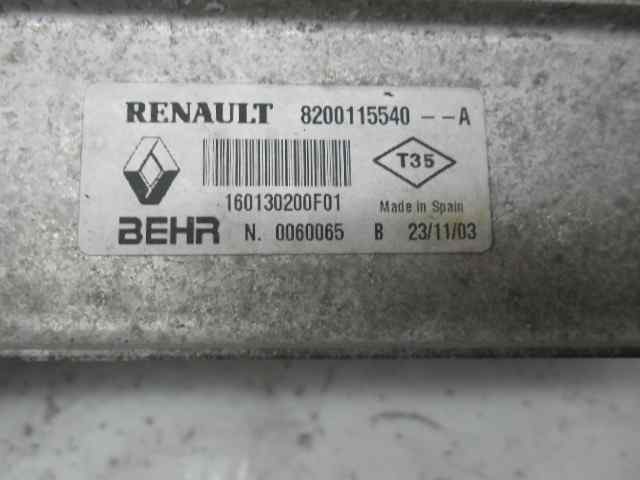 RENAULT 8200115540 --A
160130200F01
T35
Made in Spain
BEHR N. 0060065 B 23/11/03